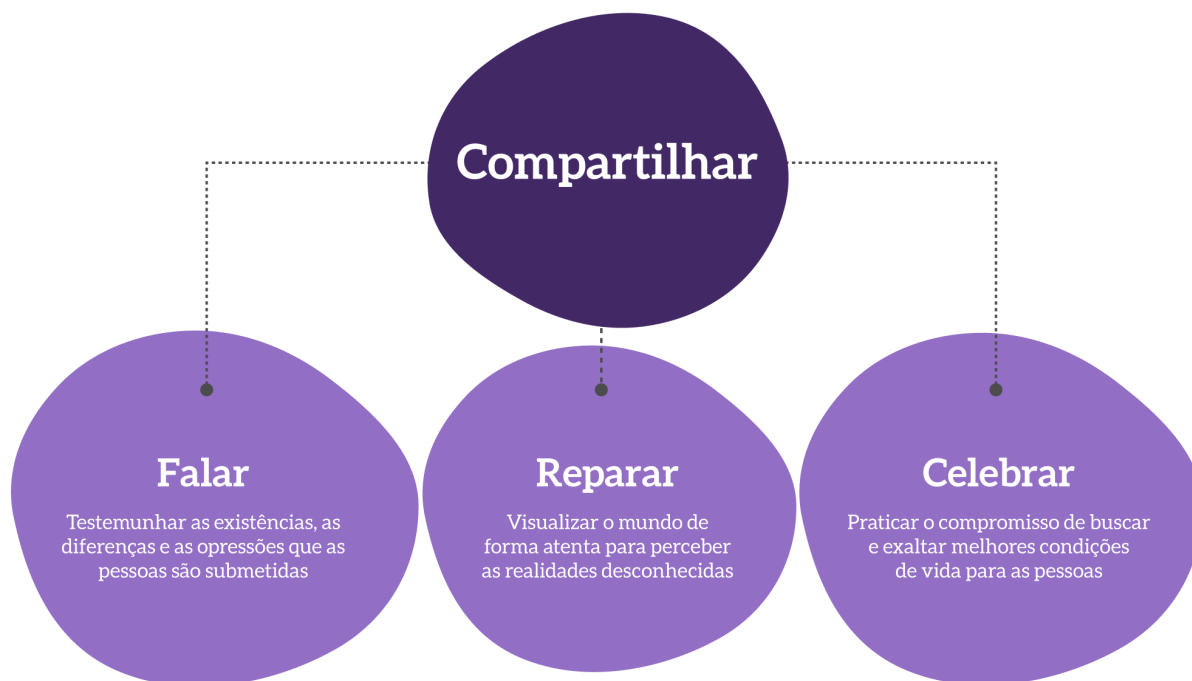 Compartilhar
Falar
Testemunhar as existências, as
diferenças e as opressões que as
pessoas são submetidas
Reparar
Visualizar o mundo de
forma atenta para perceber
as realidades desconhecidas
Celebrar
Praticar o compromisso de buscar
e exaltar melhores condições
de vida para as pessoas